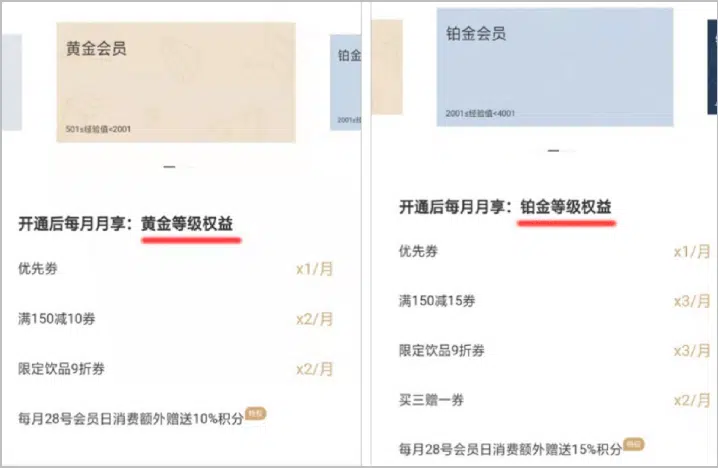 黄金会员
501≤经验值<2001
铂金
开通后每月月享：黄金等级权益
优先券
x1/月
满150减10券
x2/月
限定饮品9折券
x2/月
每月28号会员日消费额外赠送10%积分
特权
铂金会员
2001≤经验值<4001
开通后每月月享：铂金等级权益
优先券
x1/月
满150减15券
x3/月
限定饮品9折券
x3/月
买三赠一券
x2/月
每月28号会员日消费额外赠送15%积分
特权